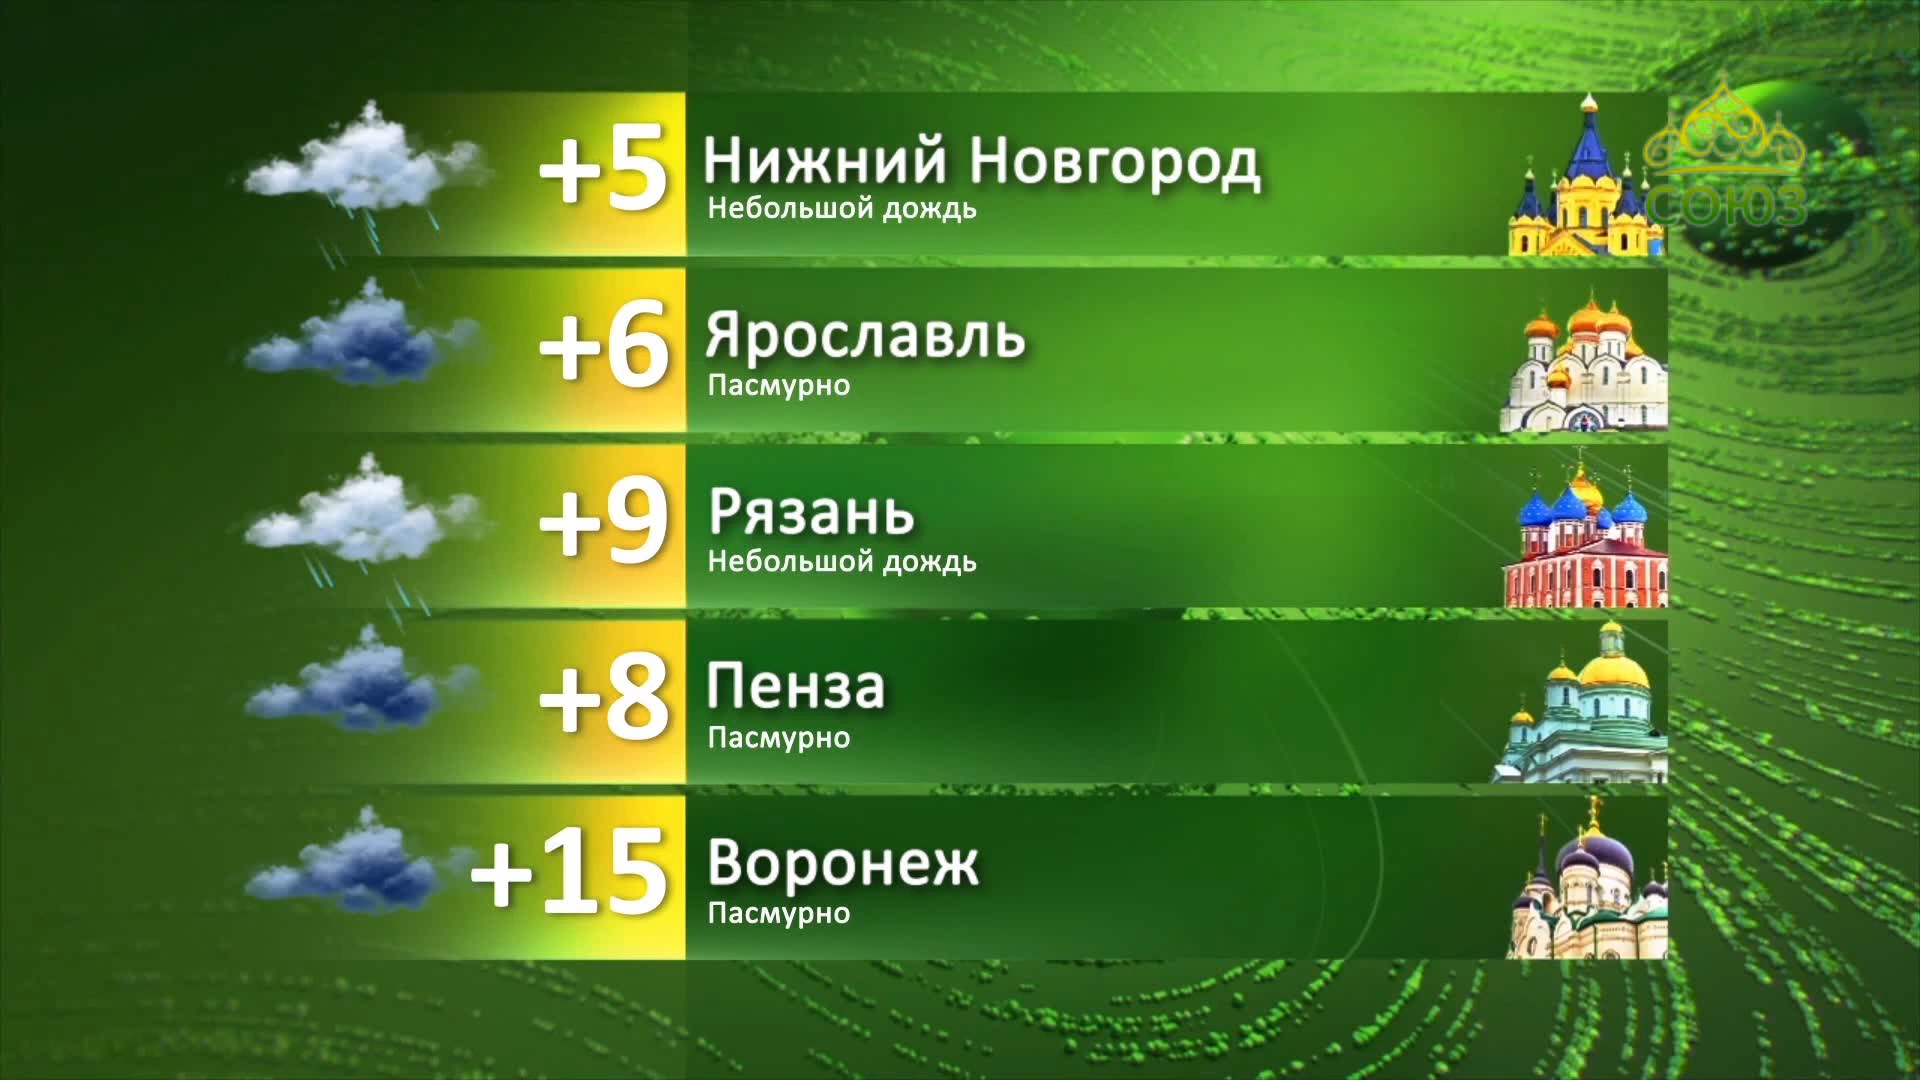 +5
Нижний Новгород
Небольшой дождь
СОЮЗ
+6
Ярославль
Пасмурно
+9
Рязань
Небольшой дождь
+8
Пенза
Пасмурно
+15
Воронеж
Пасмурно